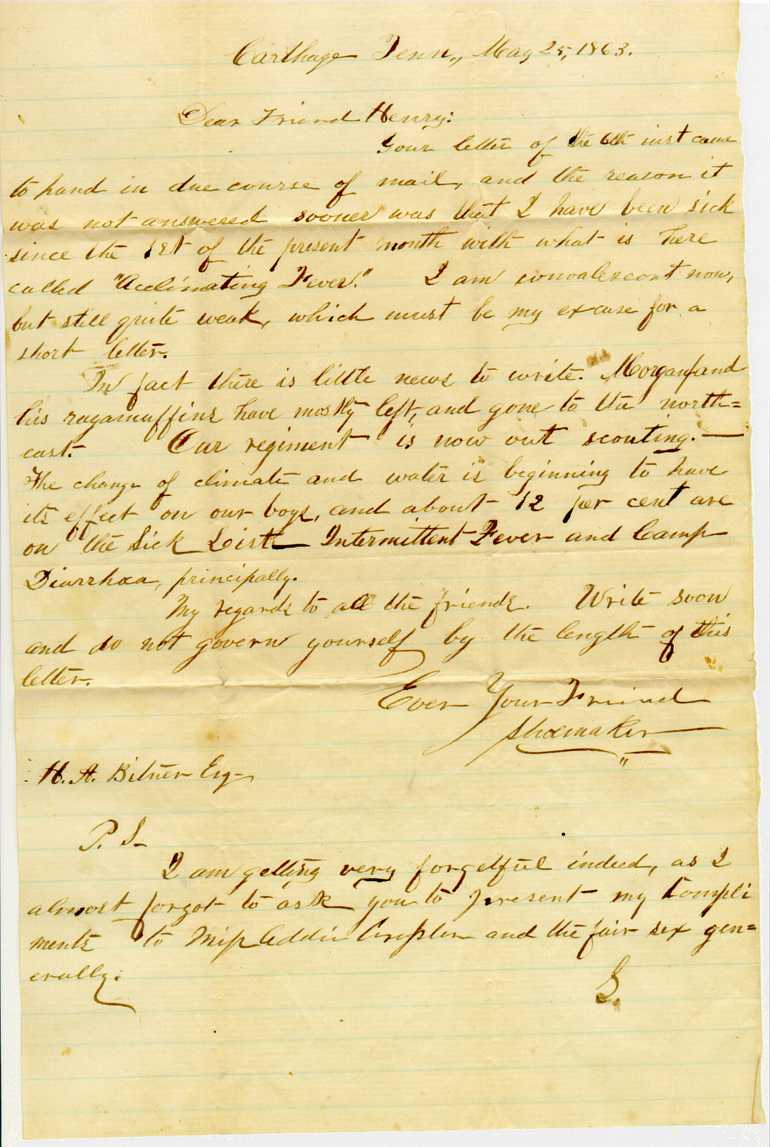 Carthage Tenn., May 25, 1863.
Dear Friend Henry:
Your letter of the 6th inst came
to hand in due course of mail, and the reason it
was not answered sooner was that I have been sick
since the 1st of the present month with what is here
called "Acclimating Fever." I am convalescent now,
but still quite weak, which must be my excuse for a
short letter.
In fact there is little news to write. Morgan and
his ragamuffins have mostly left, and gone to the north=
east. Our regiment is now out scouting.—
The change of climate and water is beginning to have
its effect on our boys, and about 12 per cent are
on the Sick List— Intermittent Fever and Camp
Diarrhœa, principally.
My regards to all the friends. Write soon
and do not govern yourself by the length of this
letter.
Ever Your Friend
Shoemaker
H. A. Bitner Esq—
P. S—
I am getting very forgetful indeed, as I
almost forgot to ask you to present my Compli
ments to Miss Addie and the fair sex gen=
erally.
S.